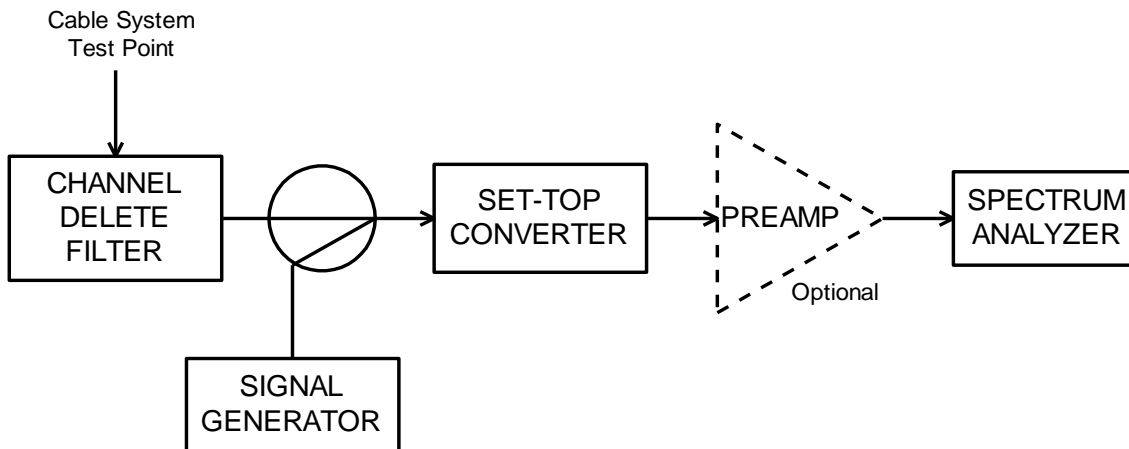 Cable System
Test Point
CHANNEL
DELETE
FILTER
SET-TOP
CONVERTER
PREAMP
Optional
SPECTRUM
ANALYZER
SIGNAL
GENERATOR